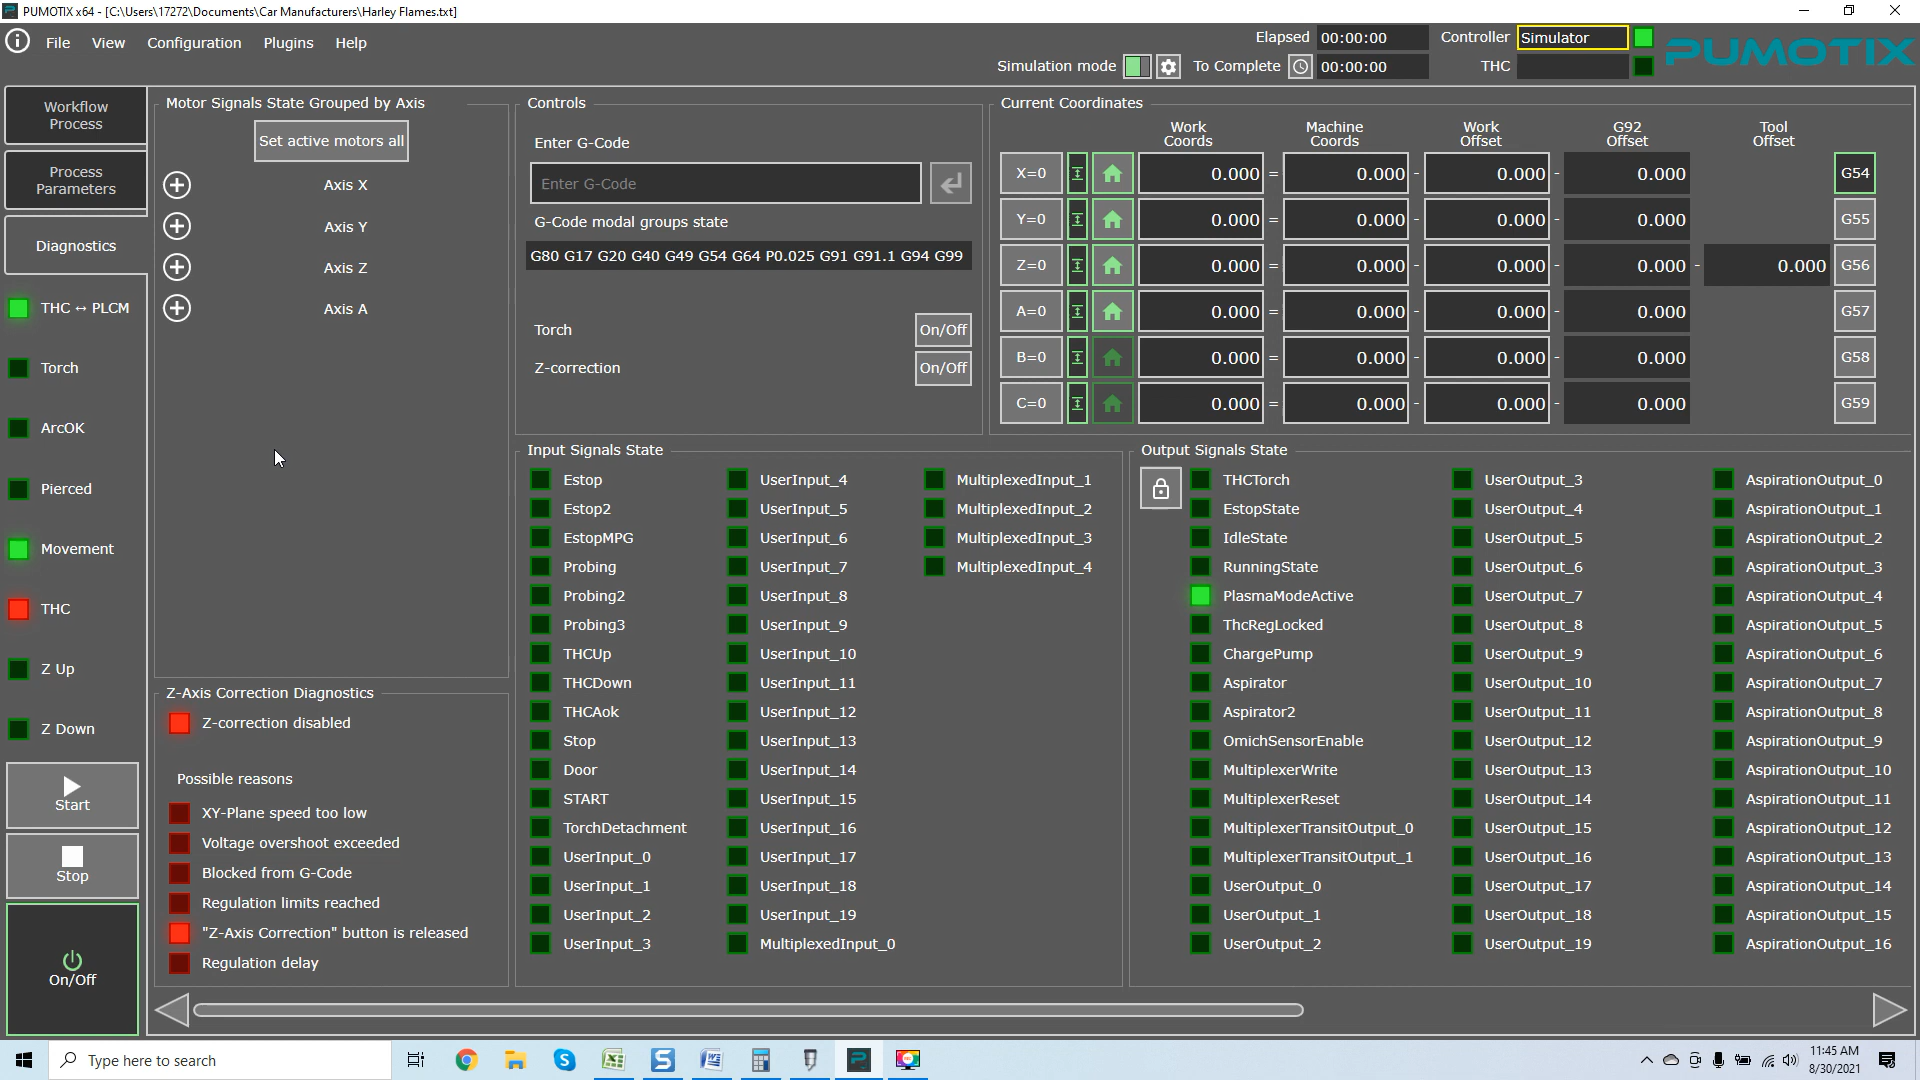 PUMOTIX x64 - [C:\Users\17272\Documents\Car Manufacturers\Harley Flames.txt]
File View Configuration Plugins Help
Elapsed 00:00:00 Controller Simulator
Simulation mode To Complete 00:00:00 THC
PUMOTIX
Workflow
Process
Process
Parameters
Diagnostics
THC ↔ PLCM
Torch
ArcOK
Pierced
Movement
THC
Z Up
Z Down
Start
Stop
On/Off
Motor Signals State Grouped by Axis
Set active motors all
Axis X
Axis Y
Axis Z
Axis A
Z-Axis Correction Diagnostics
Z-correction disabled
Possible reasons
XY-Plane speed too low
Voltage overshoot exceeded
Blocked from G-Code
Regulation limits reached
"Z-Axis Correction" button is released
Regulation delay
Controls
Enter G-Code
Enter G-Code
G-Code modal groups state
G80 G17 G20 G40 G49 G54 G64 P0.025 G91 G91.1 G94 G99
Torch On/Off
Z-correction On/Off
Current Coordinates
Work
Coords
Machine
Coords
Work
Offset
G92
Offset
Tool
Offset
X=0 0.000 = 0.000 - 0.000 - 0.000 G54
Y=0 0.000 = 0.000 - 0.000 - 0.000 G55
Z=0 0.000 = 0.000 - 0.000 - 0.000 - 0.000 G56
A=0 0.000 = 0.000 - 0.000 - 0.000 G57
B=0 0.000 = 0.000 - 0.000 - 0.000 G58
C=0 0.000 = 0.000 - 0.000 - 0.000 G59
Input Signals State
Estop
Estop2
EstopMPG
Probing
Probing2
Probing3
THCUp
THCDown
THCAok
Stop
Door
START
TorchDetachment
UserInput_0
UserInput_1
UserInput_2
UserInput_3
UserInput_4
UserInput_5
UserInput_6
UserInput_7
UserInput_8
UserInput_9
UserInput_10
UserInput_11
UserInput_12
UserInput_13
UserInput_14
UserInput_15
UserInput_16
UserInput_17
UserInput_18
UserInput_19
MultiplexedInput_0
MultiplexedInput_1
MultiplexedInput_2
MultiplexedInput_3
MultiplexedInput_4
Output Signals State
THCTorch
EstopState
IdleState
RunningState
PlasmaModeActive
ThcRegLocked
ChargePump
Aspirator
Aspirator2
OmichSensorEnable
MultiplexerWrite
MultiplexerReset
MultiplexerTransitOutput_0
MultiplexerTransitOutput_1
UserOutput_0
UserOutput_1
UserOutput_2
UserOutput_3
UserOutput_4
UserOutput_5
UserOutput_6
UserOutput_7
UserOutput_8
UserOutput_9
UserOutput_10
UserOutput_11
UserOutput_12
UserOutput_13
UserOutput_14
UserOutput_15
UserOutput_16
UserOutput_17
UserOutput_18
UserOutput_19
AspirationOutput_0
AspirationOutput_1
AspirationOutput_2
AspirationOutput_3
AspirationOutput_4
AspirationOutput_5
AspirationOutput_6
AspirationOutput_7
AspirationOutput_8
AspirationOutput_9
AspirationOutput_10
AspirationOutput_11
AspirationOutput_12
AspirationOutput_13
AspirationOutput_14
AspirationOutput_15
AspirationOutput_16
Type here to search
11:45 AM
8/30/2021